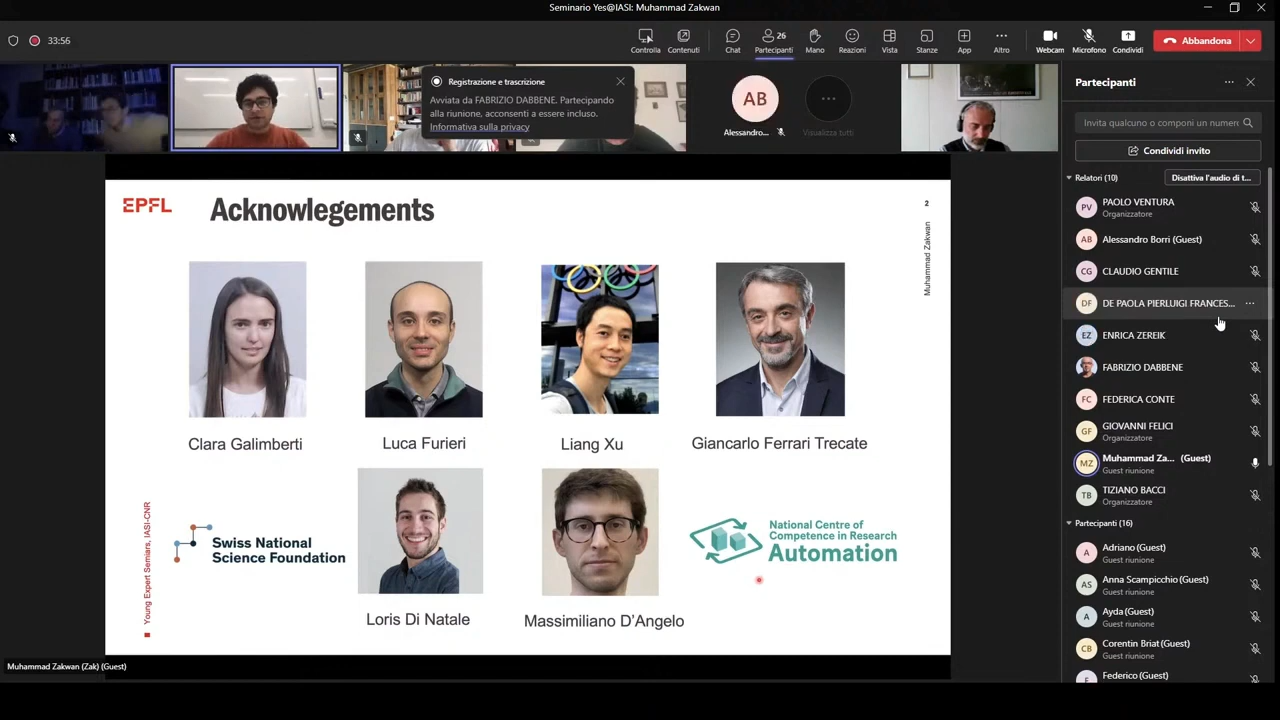 Seminario Yes@IASI: Muhammad Zakwan
33:56
Controlla
Contenuti
Chat
26
Partecipanti
Mano
Reazioni
Vista
Stanze
App
Altro
Webcam
Microfono
Condividi
Abbandona
Registrazione e trascrizione
Avviata da FABRIZIO DABBENE. Partecipando
alla riunione, acconsenti a essere incluso.
Informativa sulla privacy
AB
Alessandro...
Visualizza tutti
EPFL
Acknowlegements
2
Muhammad Zakwan
Clara Galimberti
Luca Furieri
Liang Xu
Giancarlo Ferrari Trecate
Young Expert Semiars, IASI-CNR
Swiss National
Science Foundation
National Centre of
Competence in Research
Automation
Loris Di Natale
Massimiliano D'Angelo
Muhammad Zakwan (Zak) (Guest)
Partecipanti
Invita qualcuno o componi un numero
Condividi invito
Relatori (10)
Disattiva l'audio di t...
PV
PAOLO VENTURA
Organizzatore
AB
Alessandro Borri (Guest)
CG
CLAUDIO GENTILE
DF
DE PAOLA PIERLUIGI FRANCES...
EZ
ENRICA ZEREIK
FABRIZIO DABBENE
FC
FEDERICA CONTE
GF
GIOVANNI FELICI
Organizzatore
MZ
Muhammad Za... (Guest)
Guest riunione
TB
TIZIANO BACCI
Organizzatore
Partecipanti (16)
A
Adriano (Guest)
Guest riunione
AS
Anna Scampicchio (Guest)
Guest riunione
A
Ayda (Guest)
Guest riunione
CB
Corentin Briat (Guest)
Guest riunione
F
Federico (Guest)